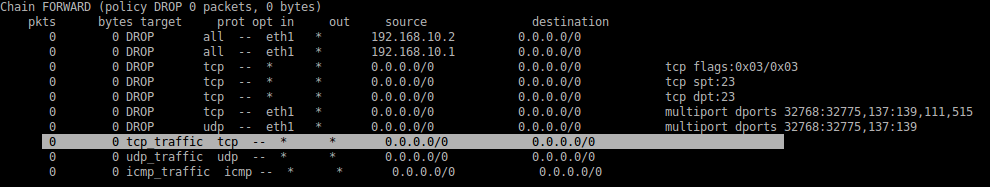 Chain FORWARD (policy DROP 0 packets, 0 bytes)
pkts bytes target prot opt in out source destination
0 0 DROP all -- eth1 * 192.168.10.2 0.0.0.0/0
0 0 DROP all -- eth1 * 192.168.10.1 0.0.0.0/0
0 0 DROP tcp -- * * 0.0.0.0/0 0.0.0.0/0 tcp flags:0x03/0x03
0 0 DROP tcp -- * * 0.0.0.0/0 0.0.0.0/0 tcp spt:23
0 0 DROP tcp -- * * 0.0.0.0/0 0.0.0.0/0 tcp dpt:23
0 0 DROP tcp -- eth1 * 0.0.0.0/0 0.0.0.0/0 multiport dports 32768:32775,137:139,111,515
0 0 DROP udp -- eth1 * 0.0.0.0/0 0.0.0.0/0 multiport dports 32768:32775,137:139
0 0 tcp_traffic tcp -- * * 0.0.0.0/0 0.0.0.0/0
0 0 udp_traffic udp -- * * 0.0.0.0/0 0.0.0.0/0
0 0 icmp_traffic icmp -- * * 0.0.0.0/0 0.0.0.0/0